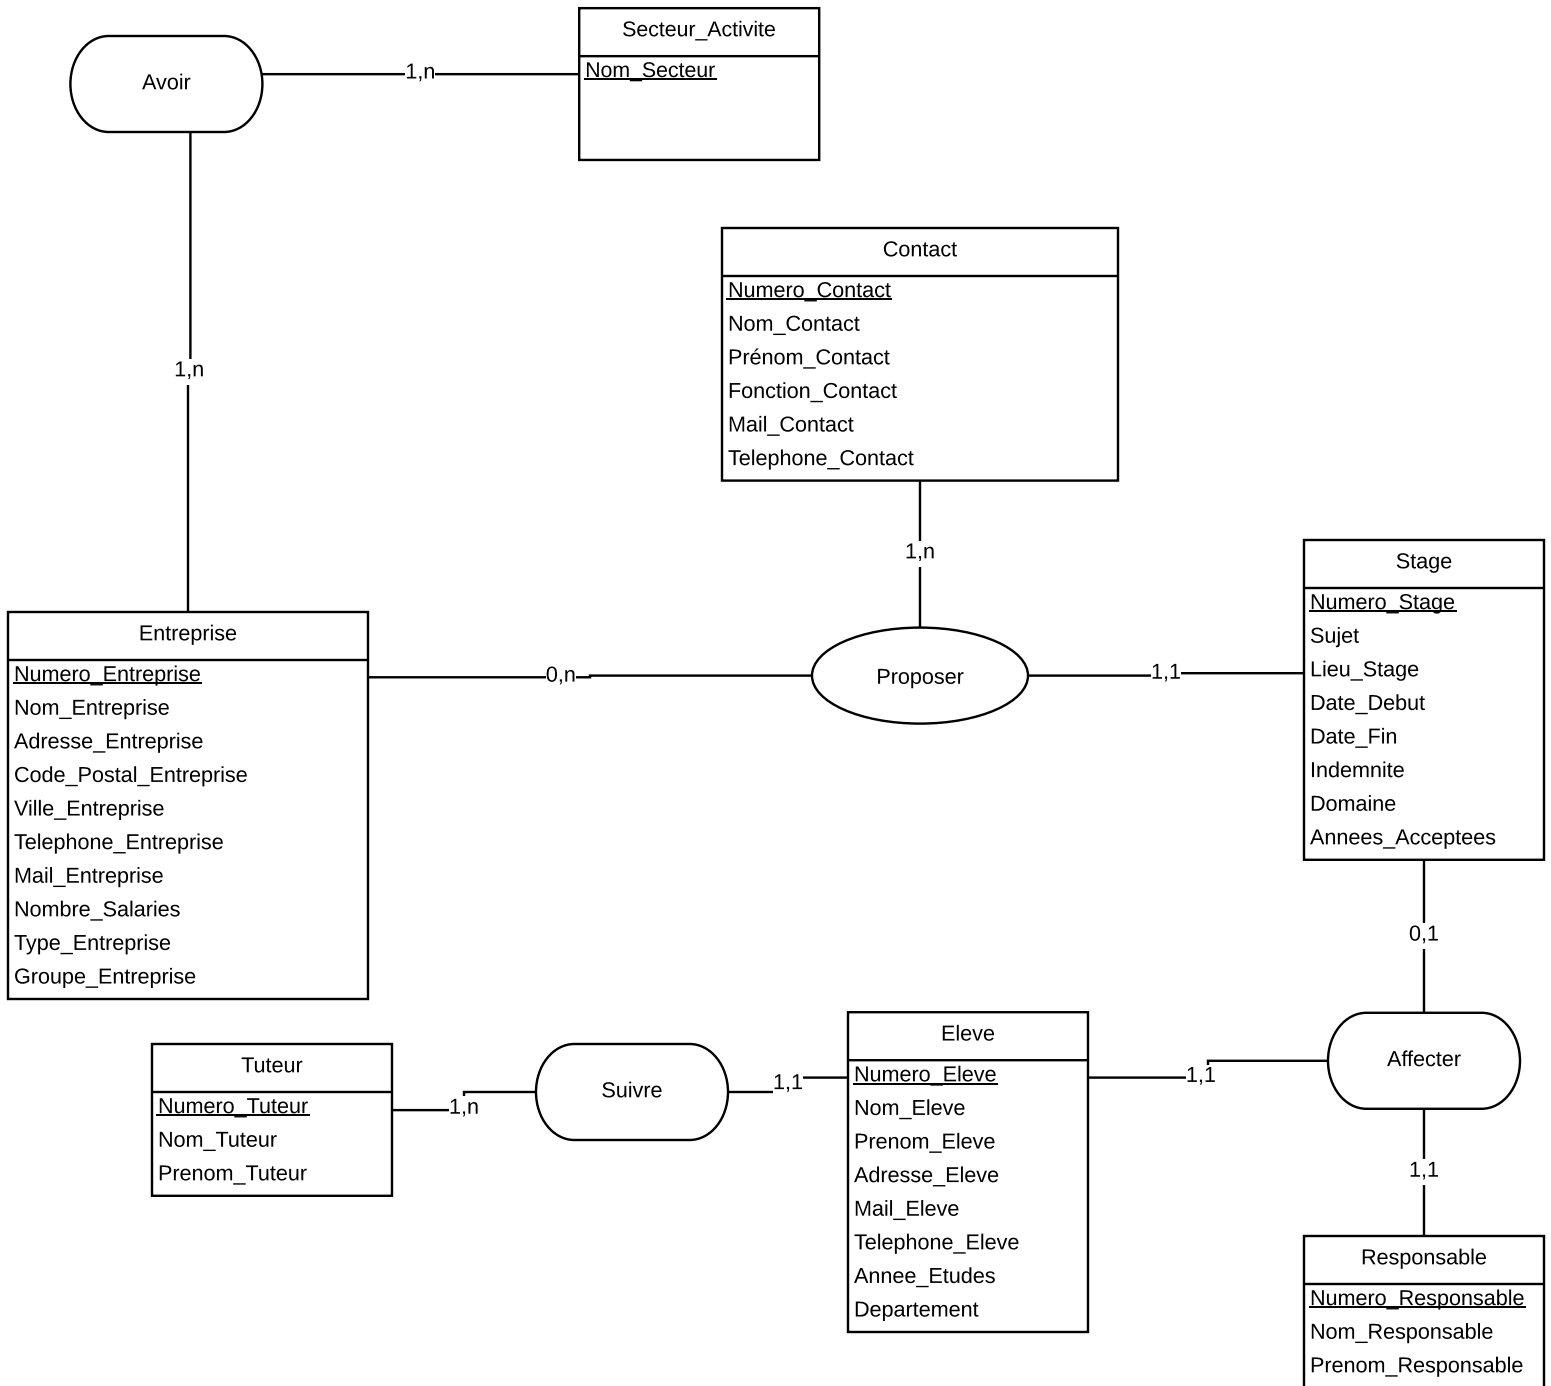 Avoir
1,n
Secteur_Activite
Nom_Secteur
1,n
Contact
Numero_Contact
Nom_Contact
Prénom_Contact
Fonction_Contact
Mail_Contact
Telephone_Contact
1,n
Entreprise
Numero_Entreprise
Nom_Entreprise
Adresse_Entreprise
Code_Postal_Entreprise
Ville_Entreprise
Telephone_Entreprise
Mail_Entreprise
Nombre_Salaries
Type_Entreprise
Groupe_Entreprise
0,n
Proposer
1,1
Stage
Numero_Stage
Sujet
Lieu_Stage
Date_Debut
Date_Fin
Indemnite
Domaine
Annees_Acceptees
0,1
Tuteur
Numero_Tuteur
Nom_Tuteur
Prenom_Tuteur
1,n
Suivre
1,1
Eleve
Numero_Eleve
Nom_Eleve
Prenom_Eleve
Adresse_Eleve
Mail_Eleve
Telephone_Eleve
Annee_Etudes
Departement
1,1
Affecter
1,1
Responsable
Numero_Responsable
Nom_Responsable
Prenom_Responsable